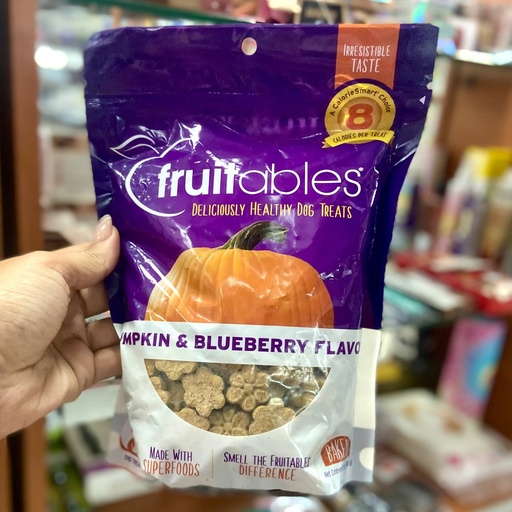 IRRESISTIBLE
TASTE
A CalorieSmart Choice
8
CALORIES PER TREAT
fruitables®
DELICIOUSLY HEALTHY DOG TREATS
MPKIN & BLUEBERRY FLAVO
MADE WITH
SUPERFOODS
SMELL THE FRUITABLES
DIFFERENCE
BAKED